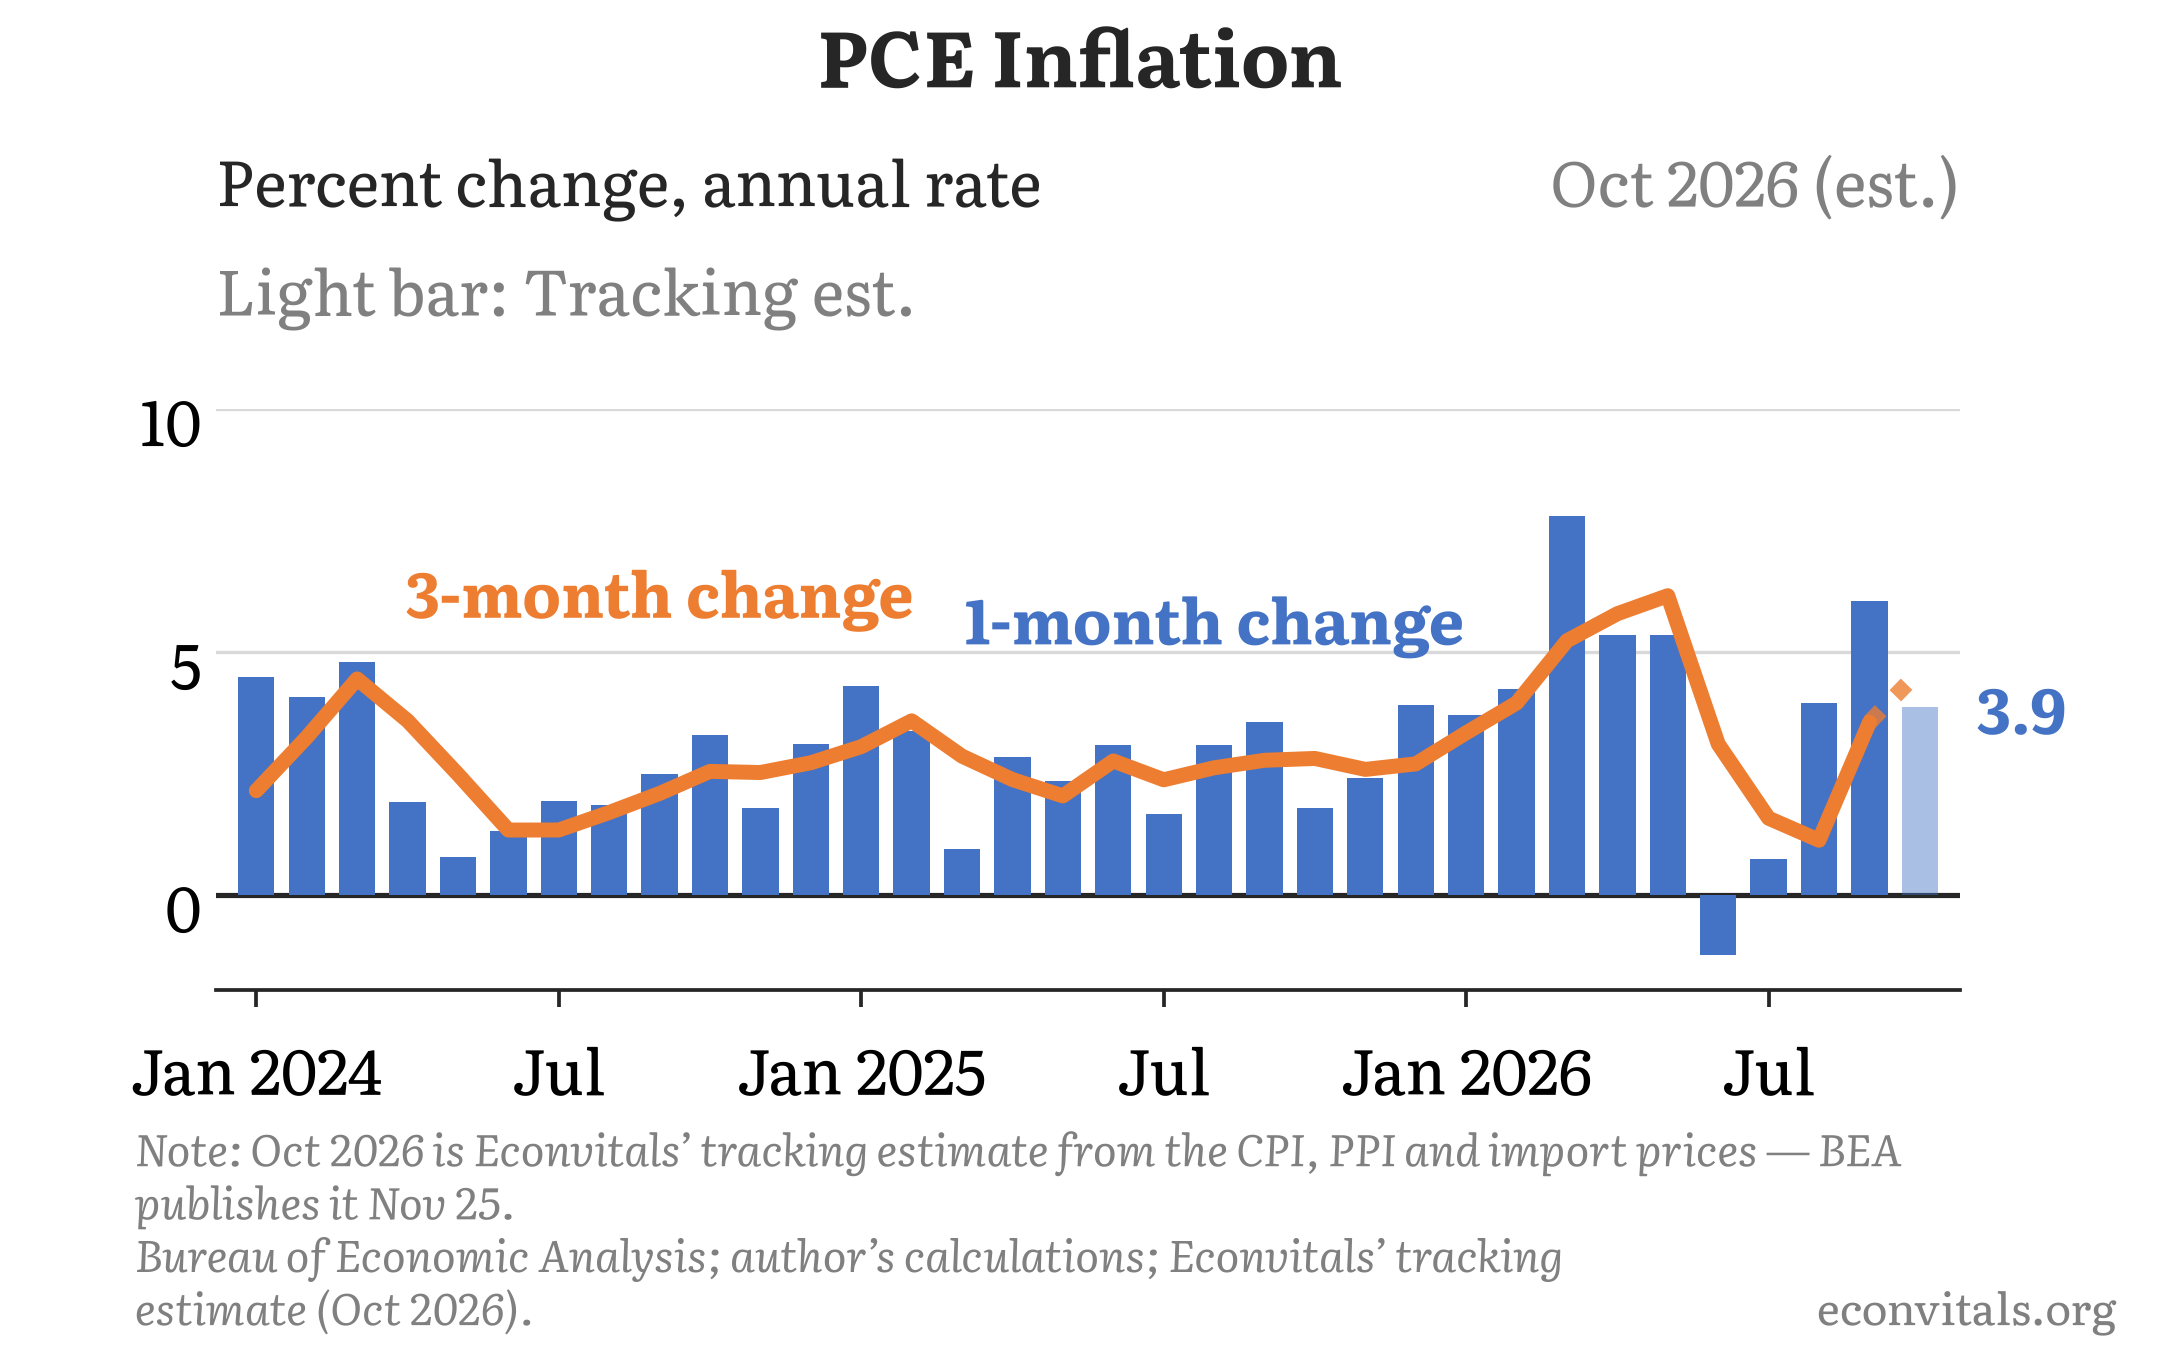 PCE Inflation
Percent change, annual rate
Oct 2026 (est.)
Light bar: Tracking est.
10
5
0
3-month change
1-month change
3.9
Jan 2024
Jul
Jan 2025
Jul
Jan 2026
Jul
Note: Oct 2026 is Econvitals’ tracking estimate from the CPI, PPI and import prices — BEA
publishes it Nov 25.
Bureau of Economic Analysis; author’s calculations; Econvitals’ tracking
estimate (Oct 2026).
econvitals.org